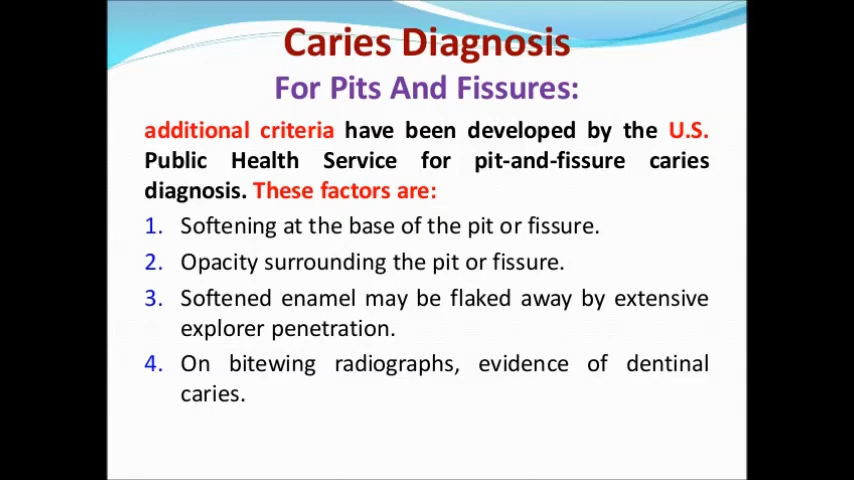 Caries Diagnosis
For Pits And Fissures:
additional criteria have been developed by the U.S.
Public Health Service for pit-and-fissure caries
diagnosis. These factors are:
1. Softening at the base of the pit or fissure.
2. Opacity surrounding the pit or fissure.
3. Softened enamel may be flaked away by extensive
explorer penetration.
4. On bitewing radiographs, evidence of dentinal
caries.